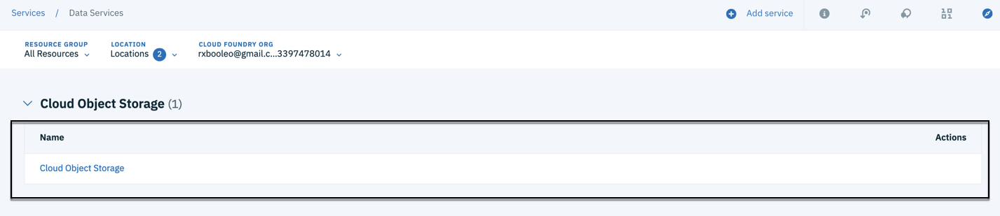 Services / Data Services
Add service
RESOURCE GROUP
All Resources
LOCATION
Locations 2
CLOUD FOUNDRY ORG
rxbooleo@gmail.c...3397478014
Cloud Object Storage (1)
Name Actions
Cloud Object Storage